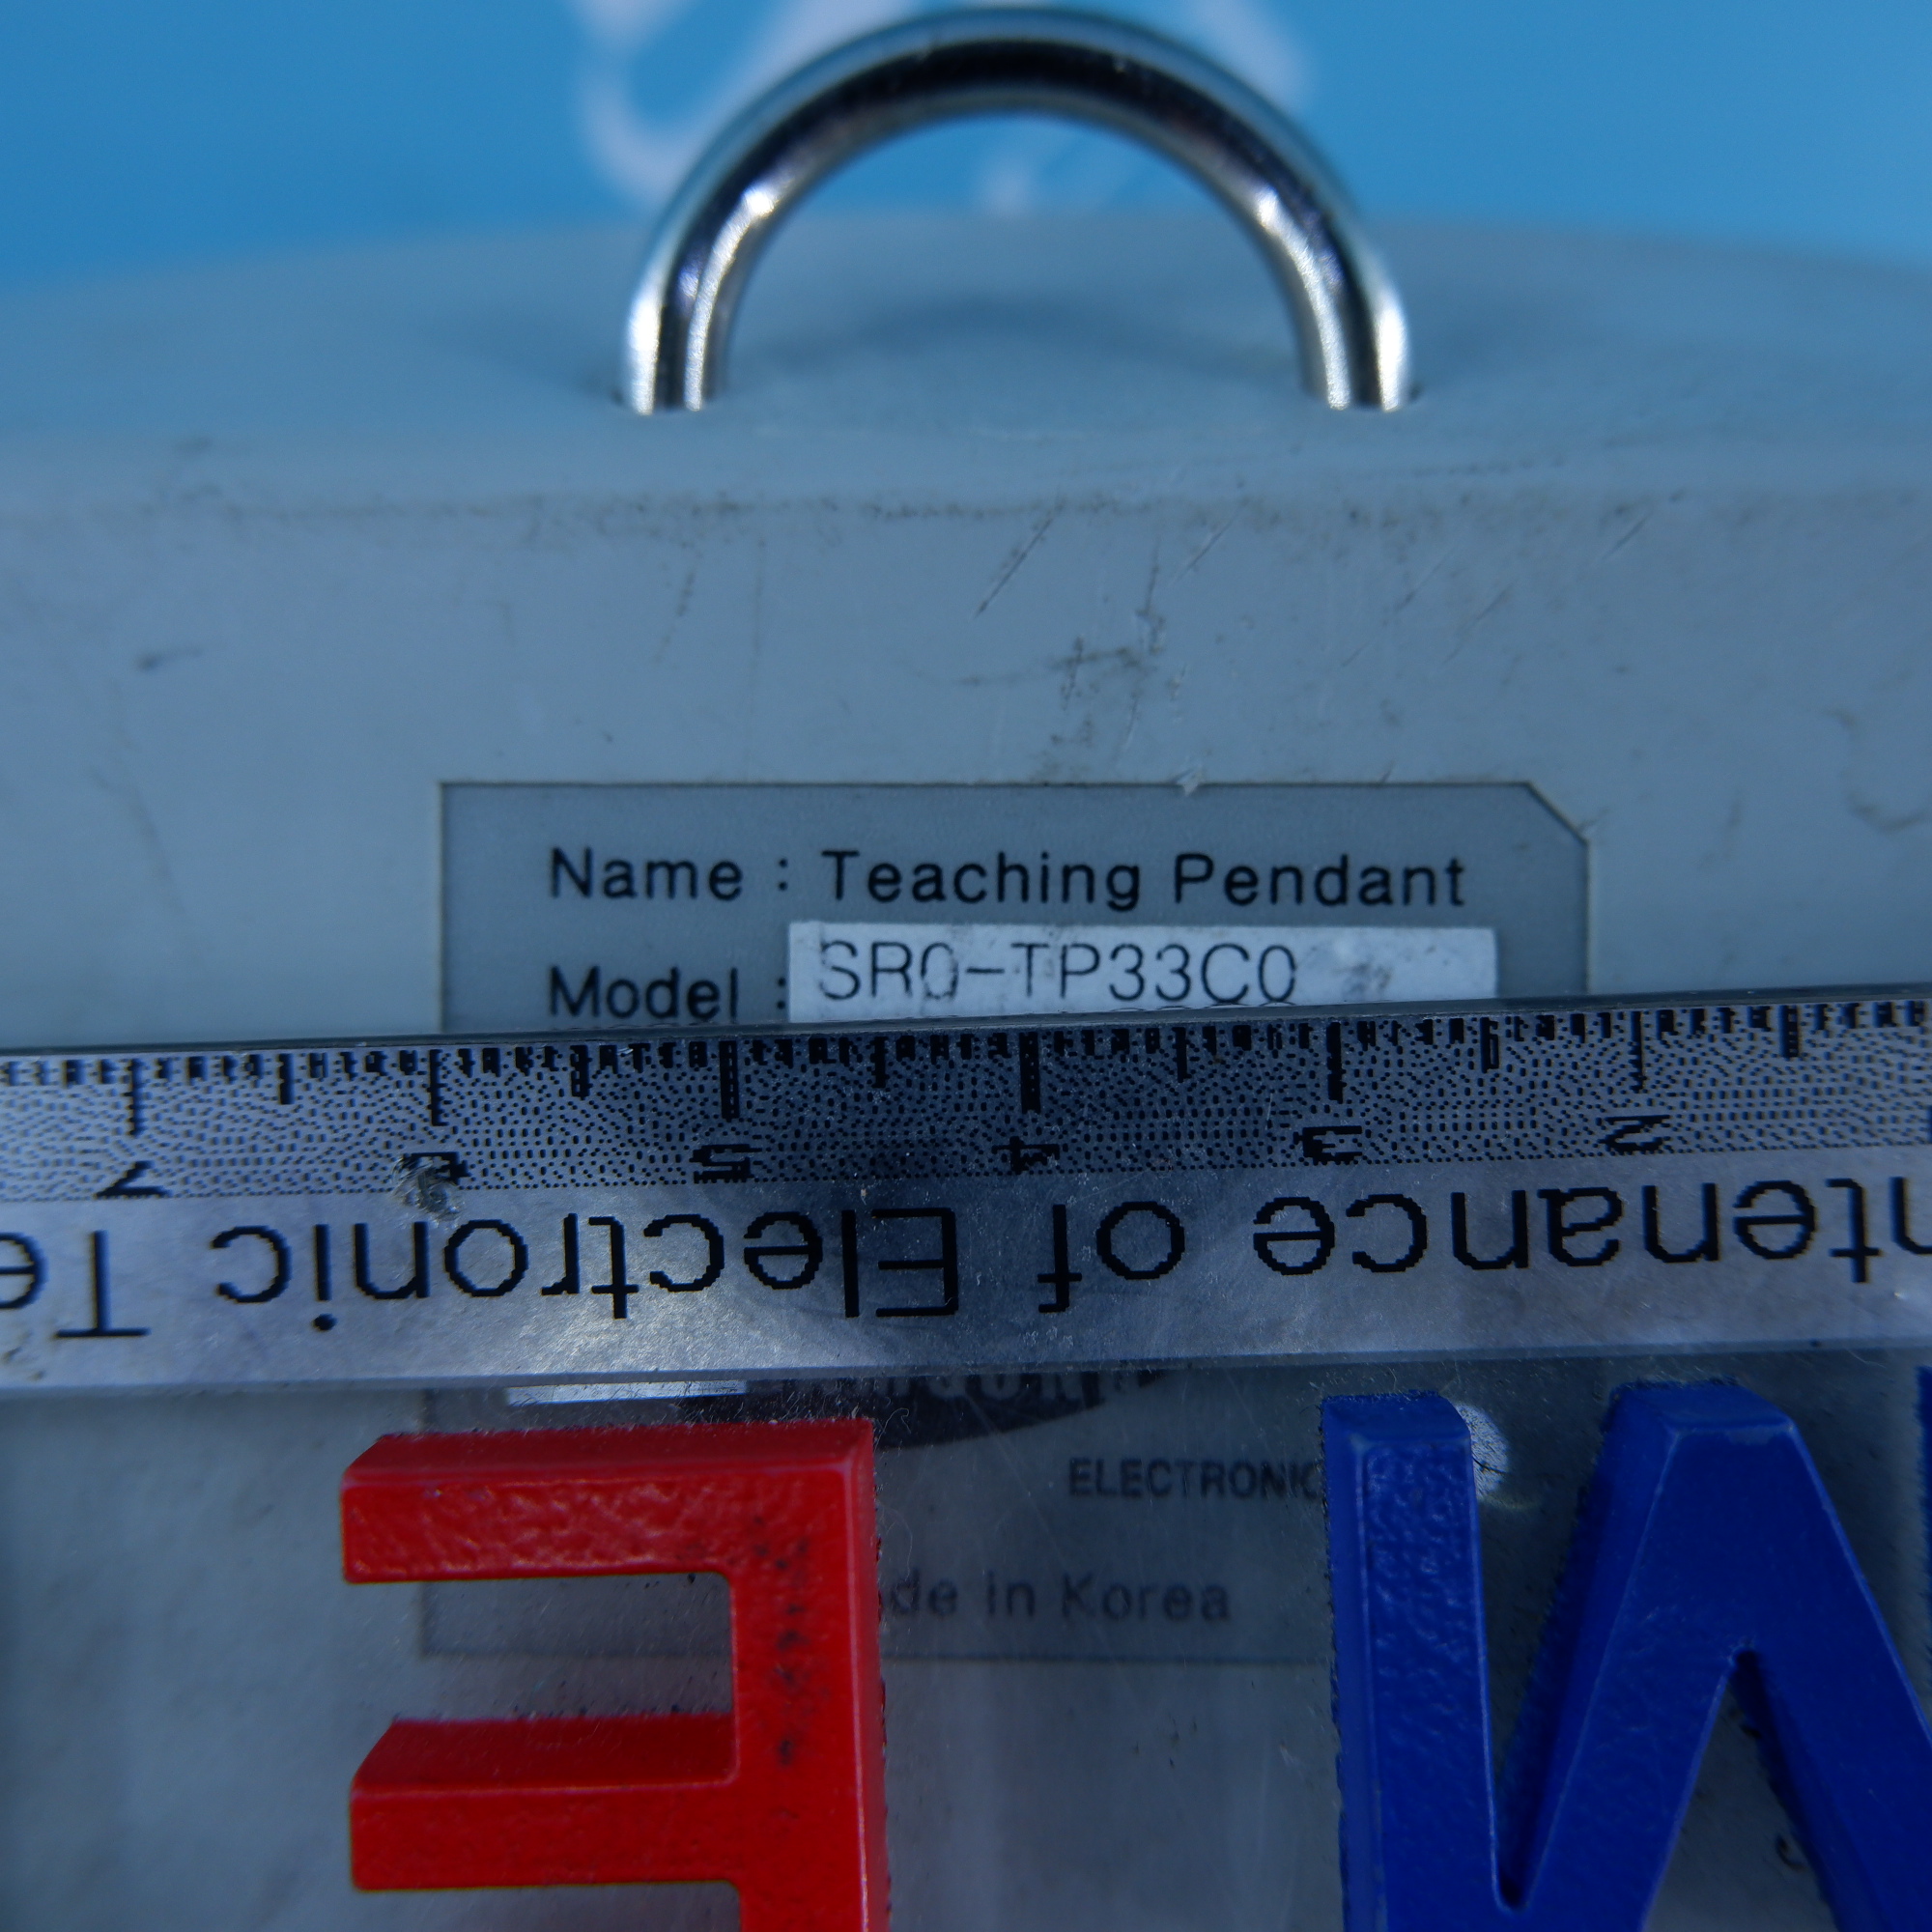 Name : Teaching Pendant
Model : SR0-TP33C0
7 6 5 4 3 2
ntenance of Electronic Te
ELECTRONIC
de in Korea
E N